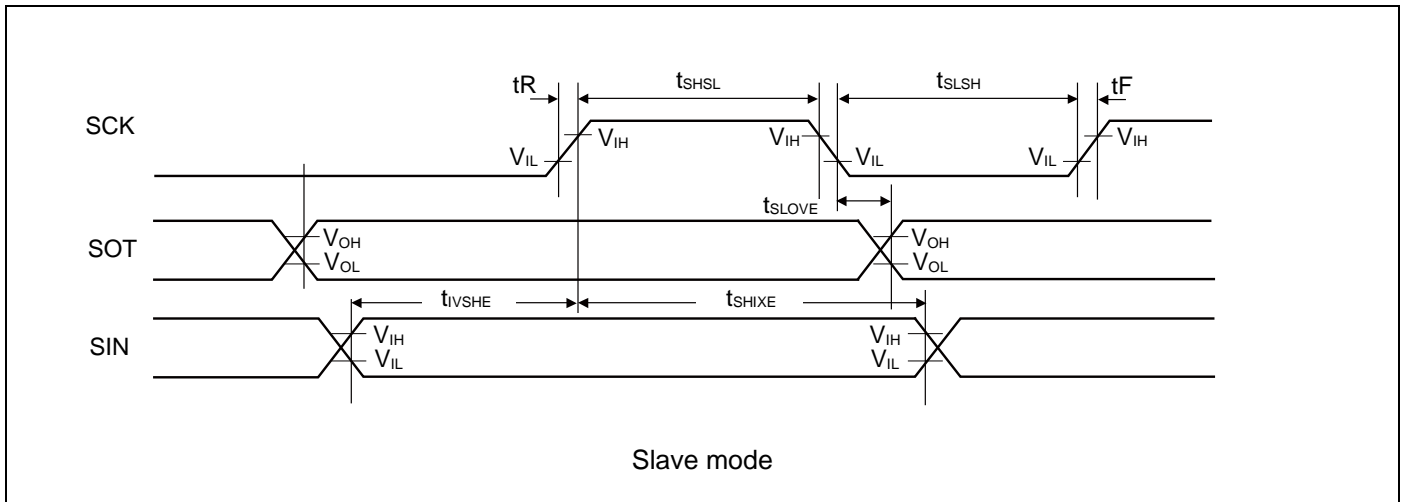 tR tSHSL tSLSH tF
SCK
VIH VIH VIH
VIL VIL VIL
tSLOVE
SOT
VOH VOH
VOL VOL
tIVSHE tSHIXE
SIN
VIH VIH
VIL VIL
Slave mode